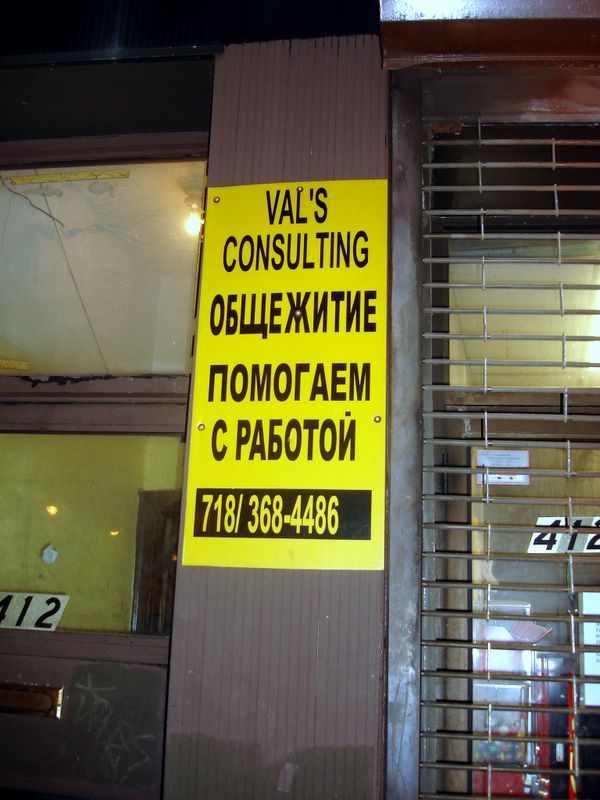 VAL'S
CONSULTING
ОБЩЕЖИТИЕ
ПОМОГАЕМ
С РАБОТОЙ
718/ 368-4486
412
412